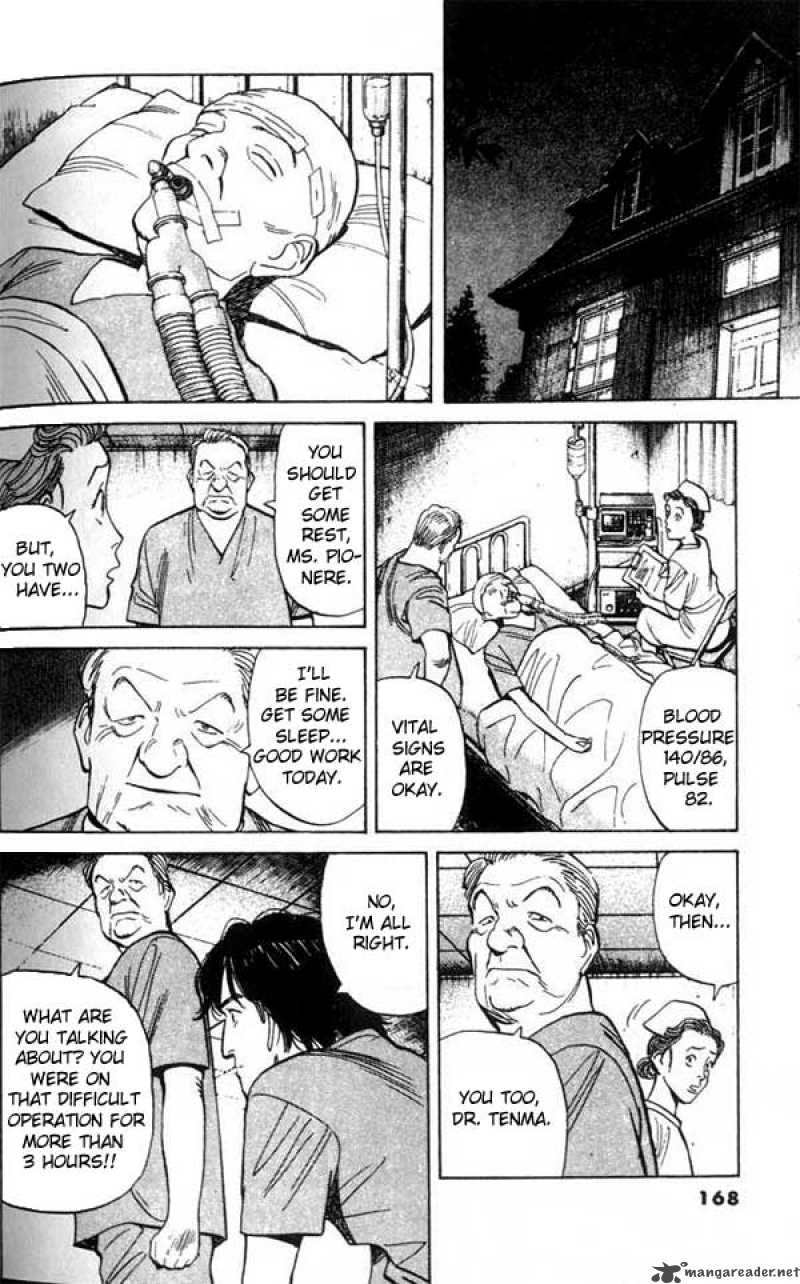 BLOOD
PRESSURE
140/86,
PULSE
82.
VITAL
SIGNS
ARE
OKAY.
YOU
SHOULD
GET
SOME
REST,
MS. PIO-
NERE.
BUT,
YOU TWO
HAVE...
I'LL
BE FINE.
GET SOME
SLEEP...
GOOD WORK
TODAY.
OKAY,
THEN...
YOU TOO,
DR. TENMA.
NO,
I'M ALL
RIGHT.
WHAT ARE
YOU TALKING
ABOUT? YOU
WERE ON
THAT DIFFICULT
OPERATION FOR
MORE THAN
3 HOURS!!
168
mangareader.net